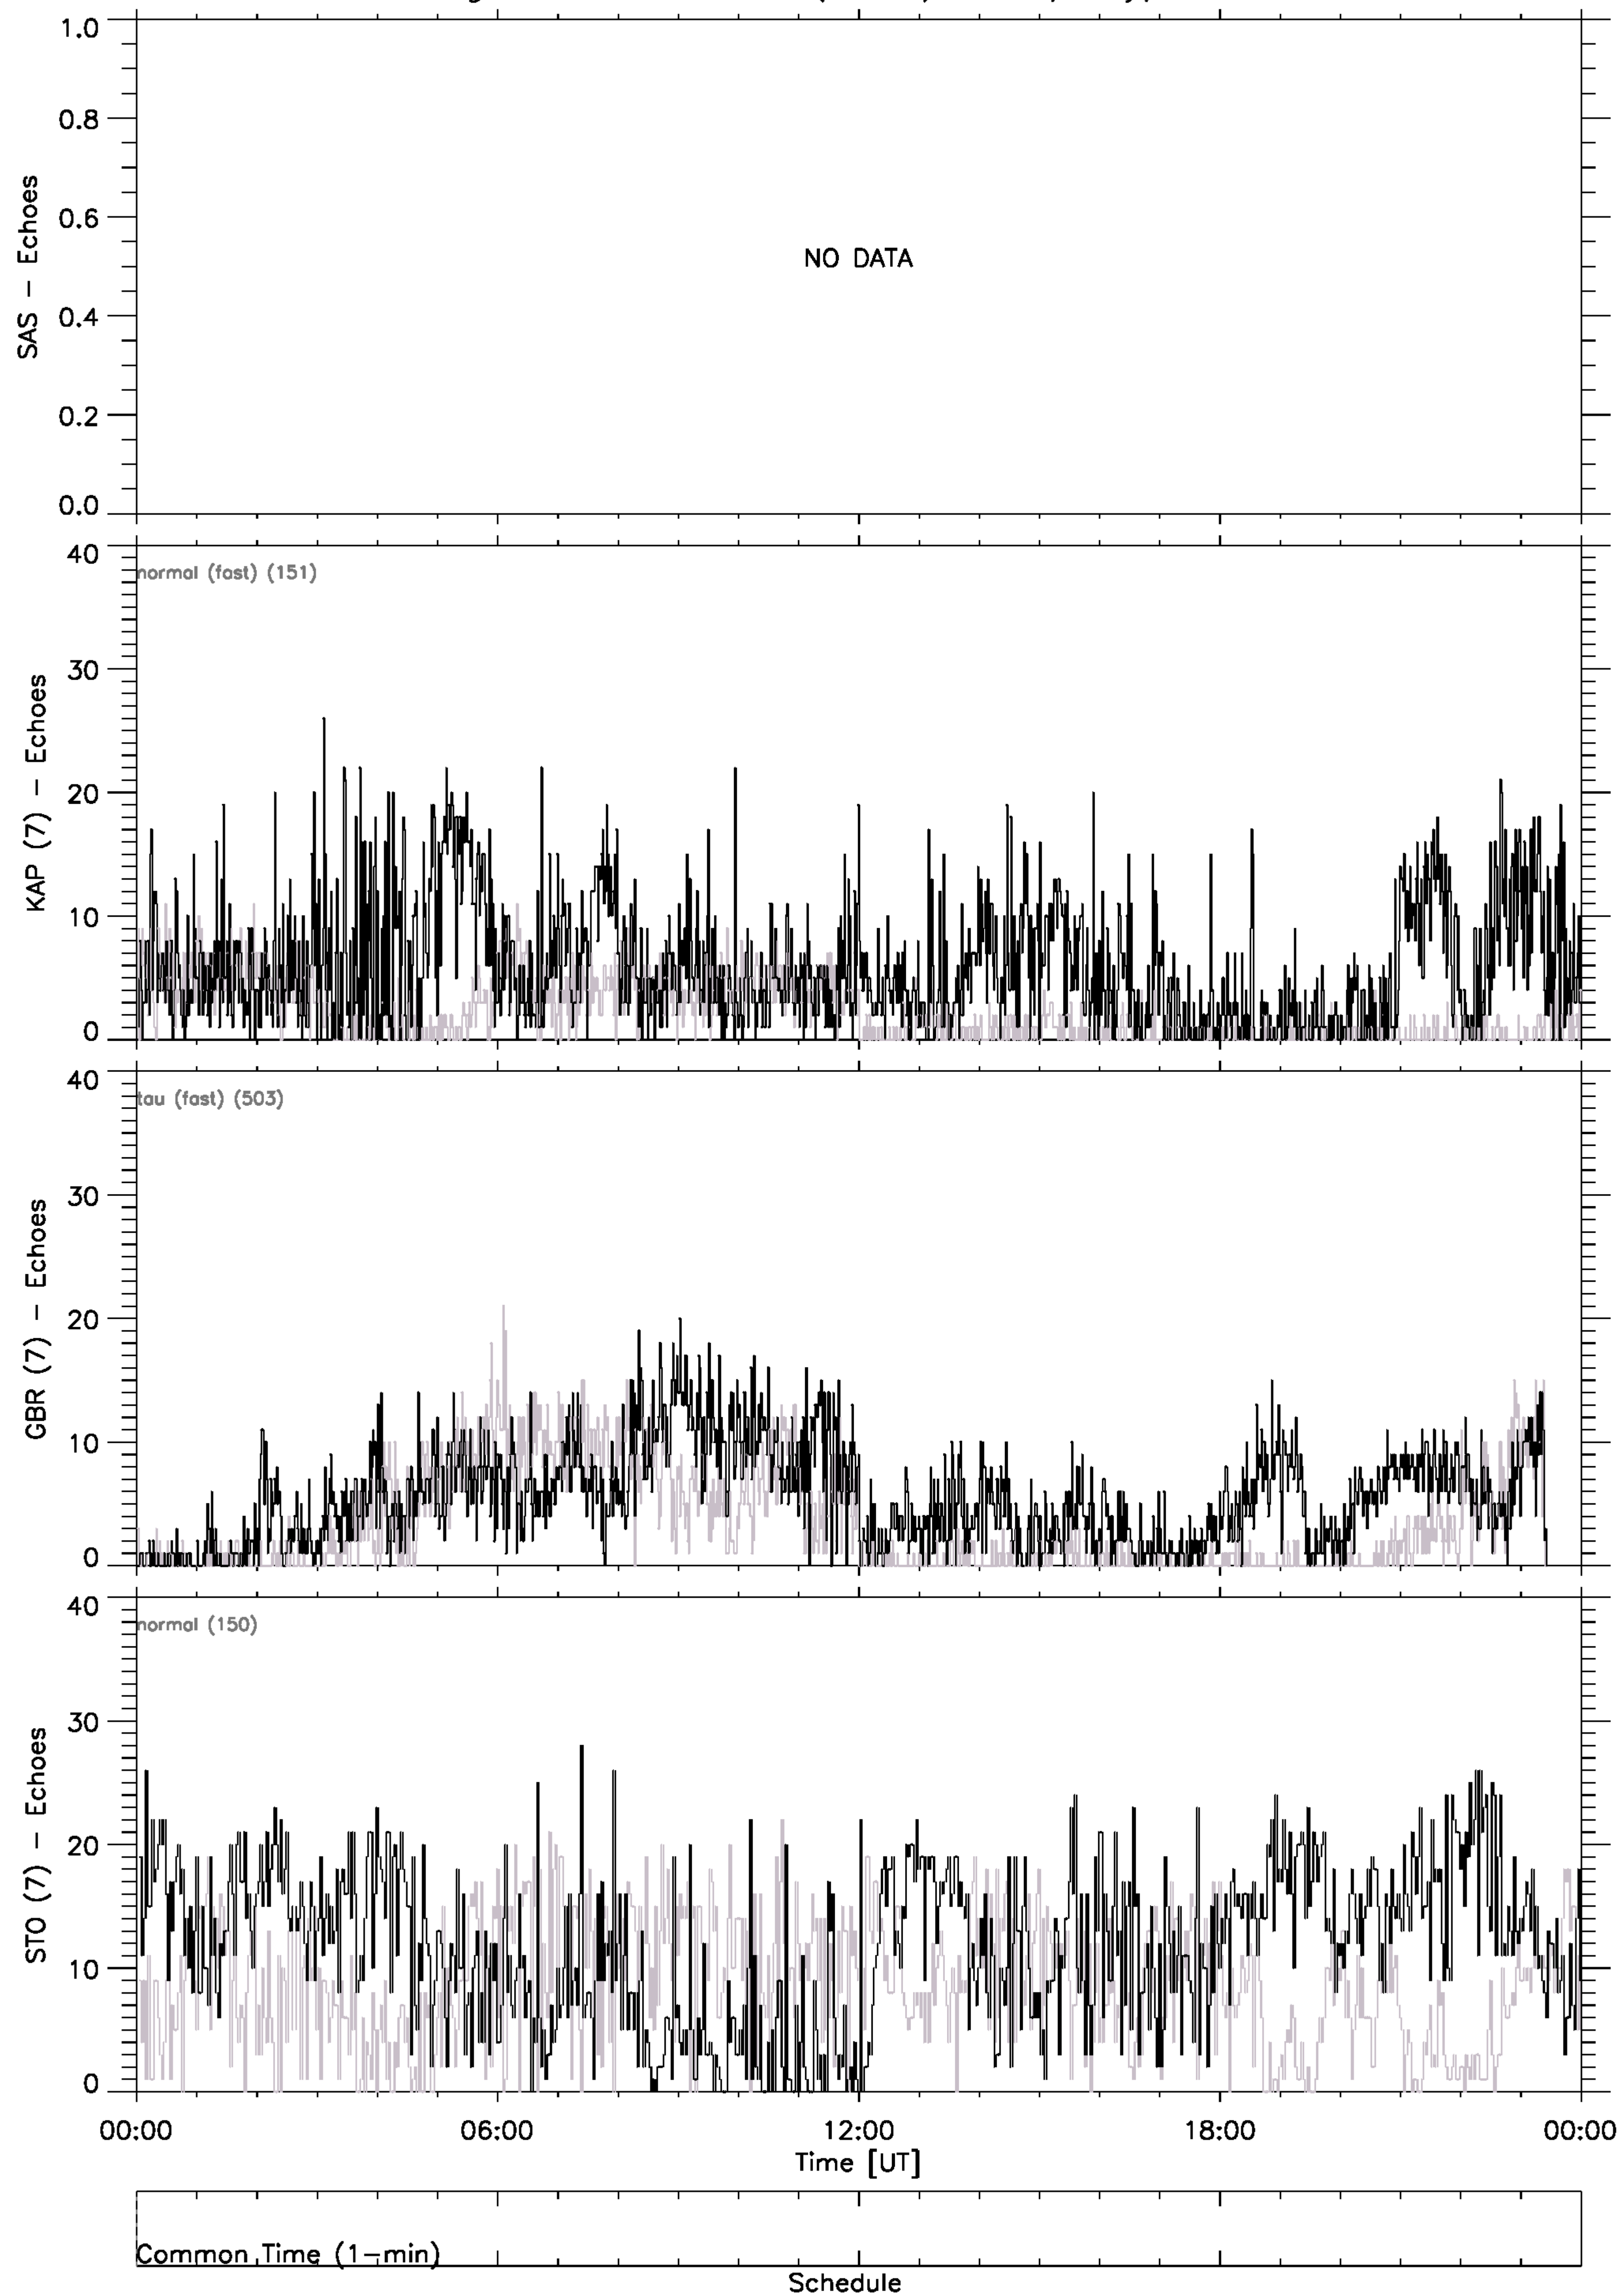 1.0
0.8
0.6
0.4
0.2
0.0
SAS - Echoes
NO DATA
40
30
20
10
0
KAP (7) - Echoes
normal (fast) (151)
40
30
20
10
0
GBR (7) - Echoes
tau (fast) (503)
40
30
20
10
0
STO (7) - Echoes
normal (150)
00:00 06:00 12:00 18:00 00:00
Time [UT]
Common Time (1-min)
Schedule